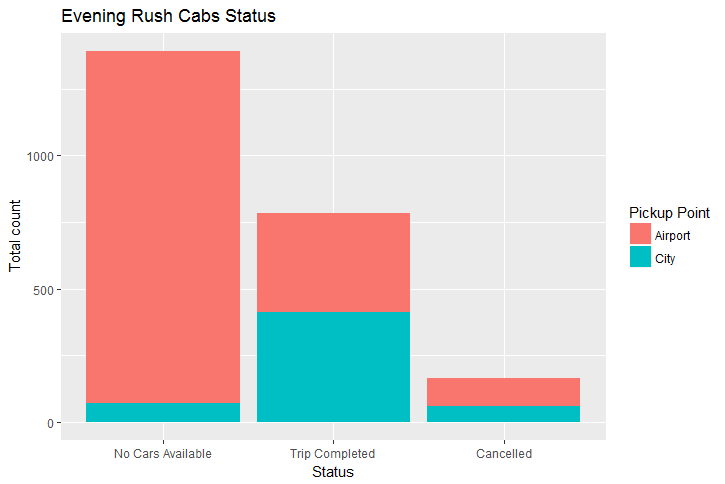 Evening Rush Cabs Status
Total count
1000
500
0
No Cars Available
Trip Completed
Cancelled
Status
Pickup Point
Airport
City